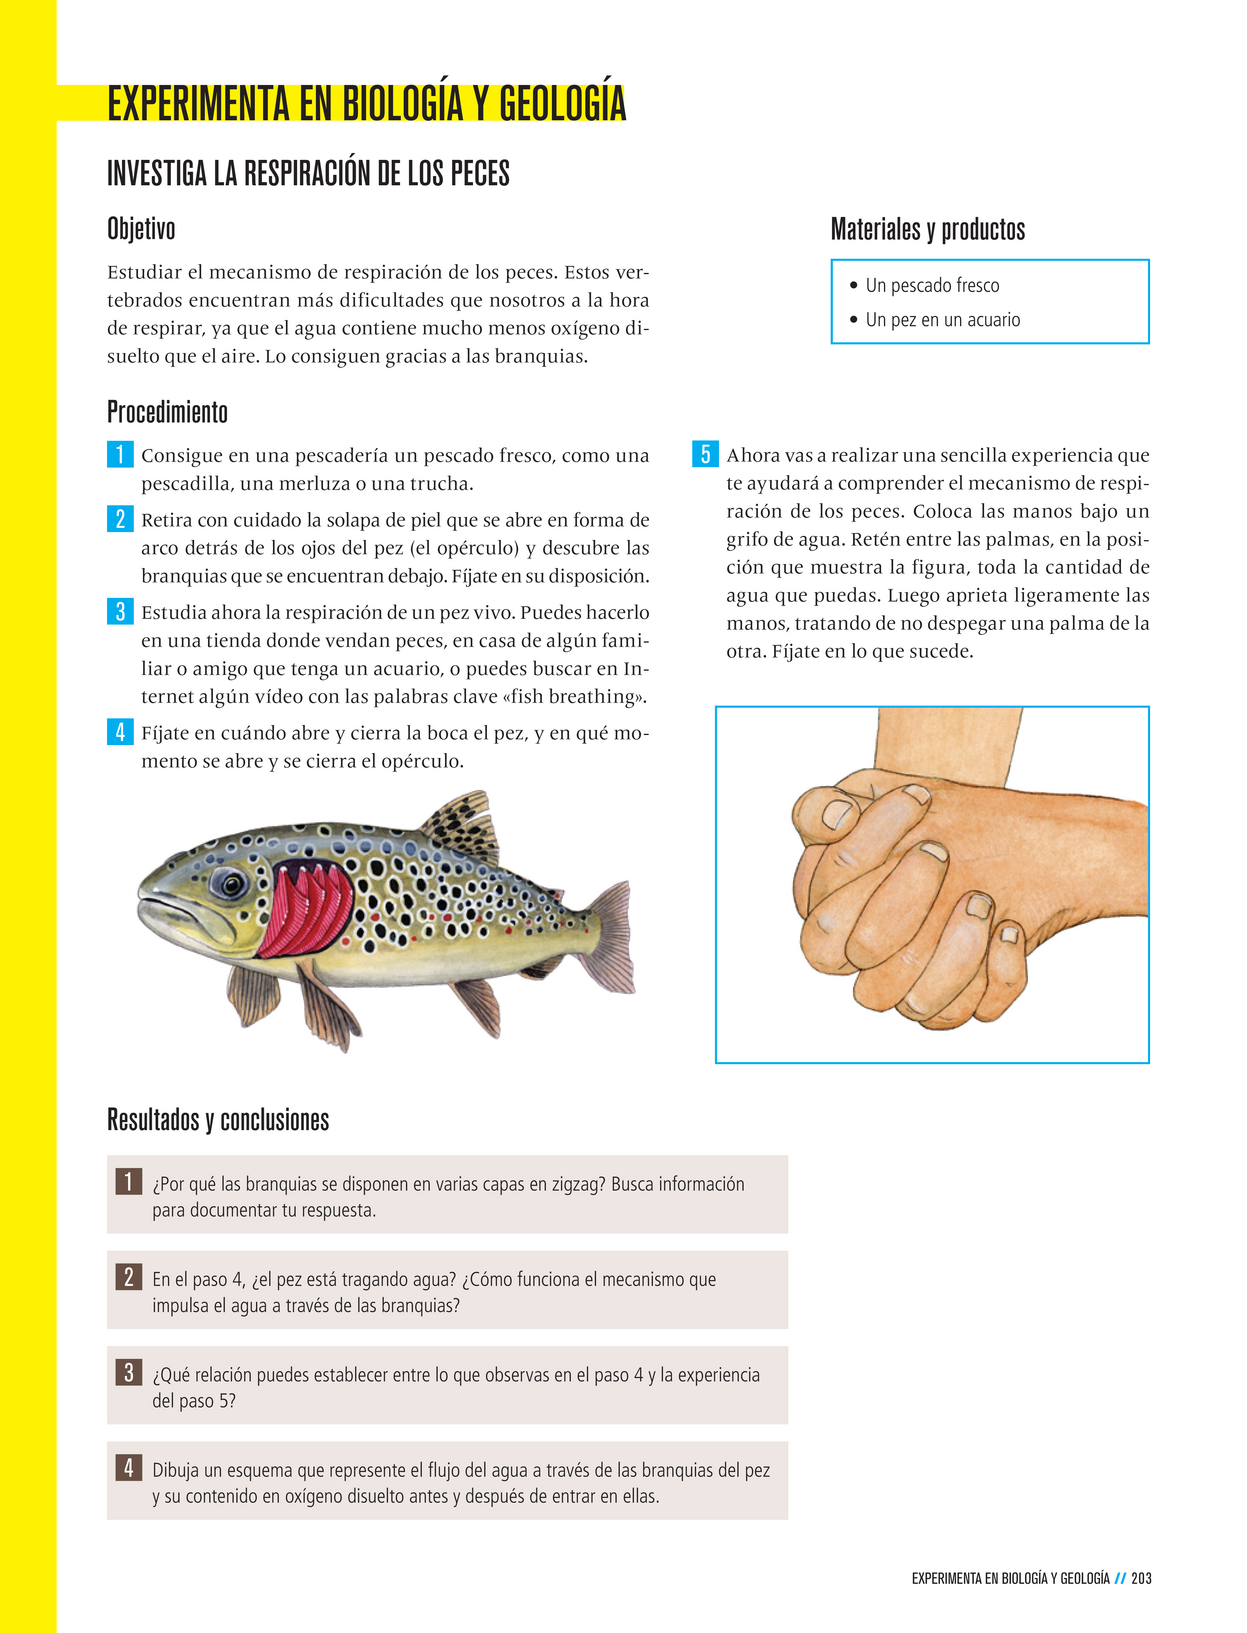 EXPERIMENTA EN BIOLOGÍA Y GEOLOGÍA
INVESTIGA LA RESPIRACIÓN DE LOS PECES
Objetivo
Estudiar el mecanismo de respiración de los peces. Estos ver-
tebrados encuentran más dificultades que nosotros a la hora
de respirar, ya que el agua contiene mucho menos oxígeno di-
suelto que el aire. Lo consiguen gracias a las branquias.
Materiales y productos
• Un pescado fresco
• Un pez en un acuario
Procedimiento
1 Consigue en una pescadería un pescado fresco, como una
pescadilla, una merluza o una trucha.
2 Retira con cuidado la solapa de piel que se abre en forma de
arco detrás de los ojos del pez (el opérculo) y descubre las
branquias que se encuentran debajo. Fíjate en su disposición.
3 Estudia ahora la respiración de un pez vivo. Puedes hacerlo
en una tienda donde vendan peces, en casa de algún fami-
liar o amigo que tenga un acuario, o puedes buscar en In-
ternet algún vídeo con las palabras clave «fish breathing».
4 Fíjate en cuándo abre y cierra la boca el pez, y en qué mo-
mento se abre y se cierra el opérculo.
5 Ahora vas a realizar una sencilla experiencia que
te ayudará a comprender el mecanismo de respi-
ración de los peces. Coloca las manos bajo un
grifo de agua. Retén entre las palmas, en la posi-
ción que muestra la figura, toda la cantidad de
agua que puedas. Luego aprieta ligeramente las
manos, tratando de no despegar una palma de la
otra. Fíjate en lo que sucede.
Resultados y conclusiones
1 ¿Por qué las branquias se disponen en varias capas en zigzag? Busca información
para documentar tu respuesta.
2 En el paso 4, ¿el pez está tragando agua? ¿Cómo funciona el mecanismo que
impulsa el agua a través de las branquias?
3 ¿Qué relación puedes establecer entre lo que observas en el paso 4 y la experiencia
del paso 5?
4 Dibuja un esquema que represente el flujo del agua a través de las branquias del pez
y su contenido en oxígeno disuelto antes y después de entrar en ellas.
EXPERIMENTA EN BIOLOGÍA Y GEOLOGÍA // 203